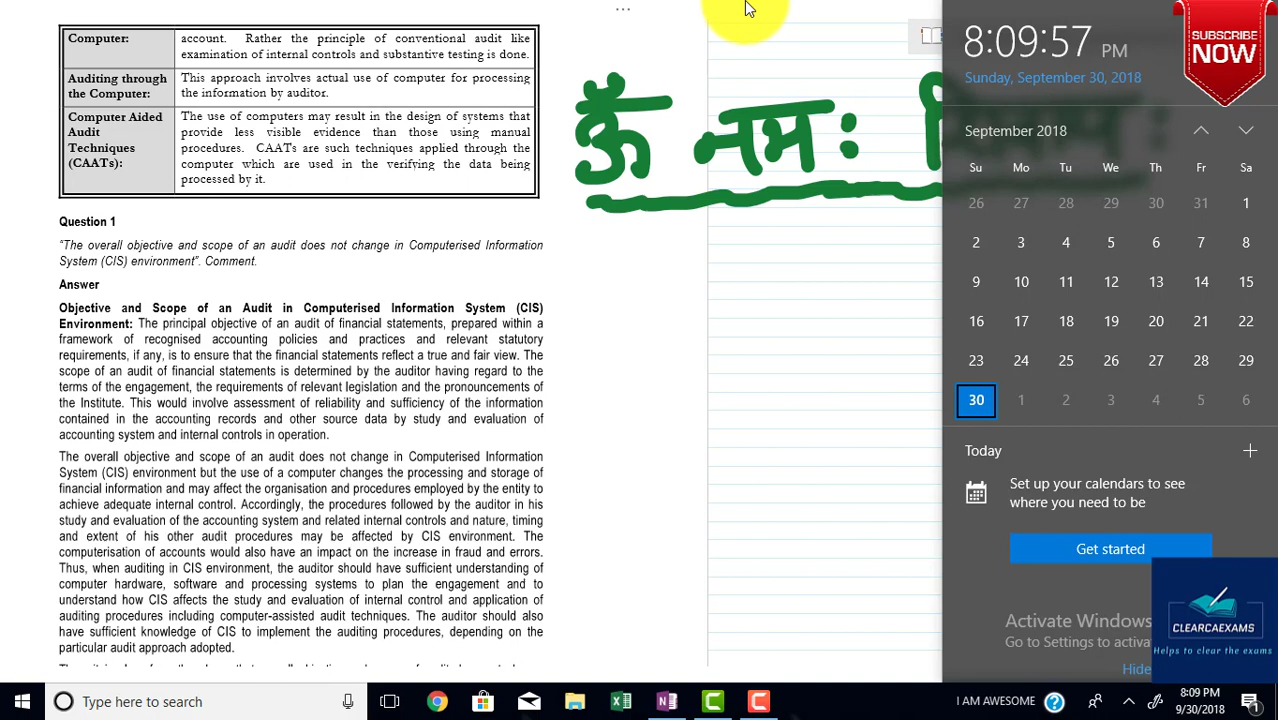 Computer:
account. Rather the principle of conventional audit like
examination of internal controls and substantive testing is done.
Auditing through
the Computer:
This approach involves actual use of computer for processing
the information by auditor.
Computer Aided
Audit
Techniques
(CAATs):
The use of computers may result in the design of systems that
provide less visible evidence than those using manual
procedures. CAATs are such techniques applied through the
computer which are used in the verifying the data being
processed by it.
Question 1
“The overall objective and scope of an audit does not change in Computerised Information
System (CIS) environment”. Comment.
Answer
Objective and Scope of an Audit in Computerised Information System (CIS)
Environment: The principal objective of an audit of financial statements, prepared within a
framework of recognised accounting policies and practices and relevant statutory
requirements, if any, is to ensure that the financial statements reflect a true and fair view. The
scope of an audit of financial statements is determined by the auditor having regard to the
terms of the engagement, the requirements of relevant legislation and the pronouncements of
the Institute. This would involve assessment of reliability and sufficiency of the information
contained in the accounting records and other source data by study and evaluation of
accounting system and internal controls in operation.
The overall objective and scope of an audit does not change in Computerised Information
System (CIS) environment but the use of a computer changes the processing and storage of
financial information and may affect the organisation and procedures employed by the entity to
achieve adequate internal control. Accordingly, the procedures followed by the auditor in his
study and evaluation of the accounting system and related internal controls and nature, timing
and extent of his other audit procedures may be affected by CIS environment. The
computerisation of accounts would also have an impact on the increase in fraud and errors.
Thus, when auditing in CIS environment, the auditor should have sufficient understanding of
computer hardware, software and processing systems to plan the engagement and to
understand how CIS affects the study and evaluation of internal control and application of
auditing procedures including computer-assisted audit techniques. The auditor should also
have sufficient knowledge of CIS to implement the auditing procedures, depending on the
particular audit approach adopted.
ॐ नमः
8:09:57 PM
Sunday, September 30, 2018
SUBSCRIBE
NOW
September 2018
Su Mo Tu We Th Fr Sa
26 27 28 29 30 31 1
2 3 4 5 6 7 8
9 10 11 12 13 14 15
16 17 18 19 20 21 22
23 24 25 26 27 28 29
30 1 2 3 4 5 6
Today
Set up your calendars to see
where you need to be
Get started
Activate Windows
Go to Settings to activa
Hide
CLEARCAEXAMS
Helps to clear the exams
Type here to search
I AM AWESOME
8:09 PM
9/30/2018
1